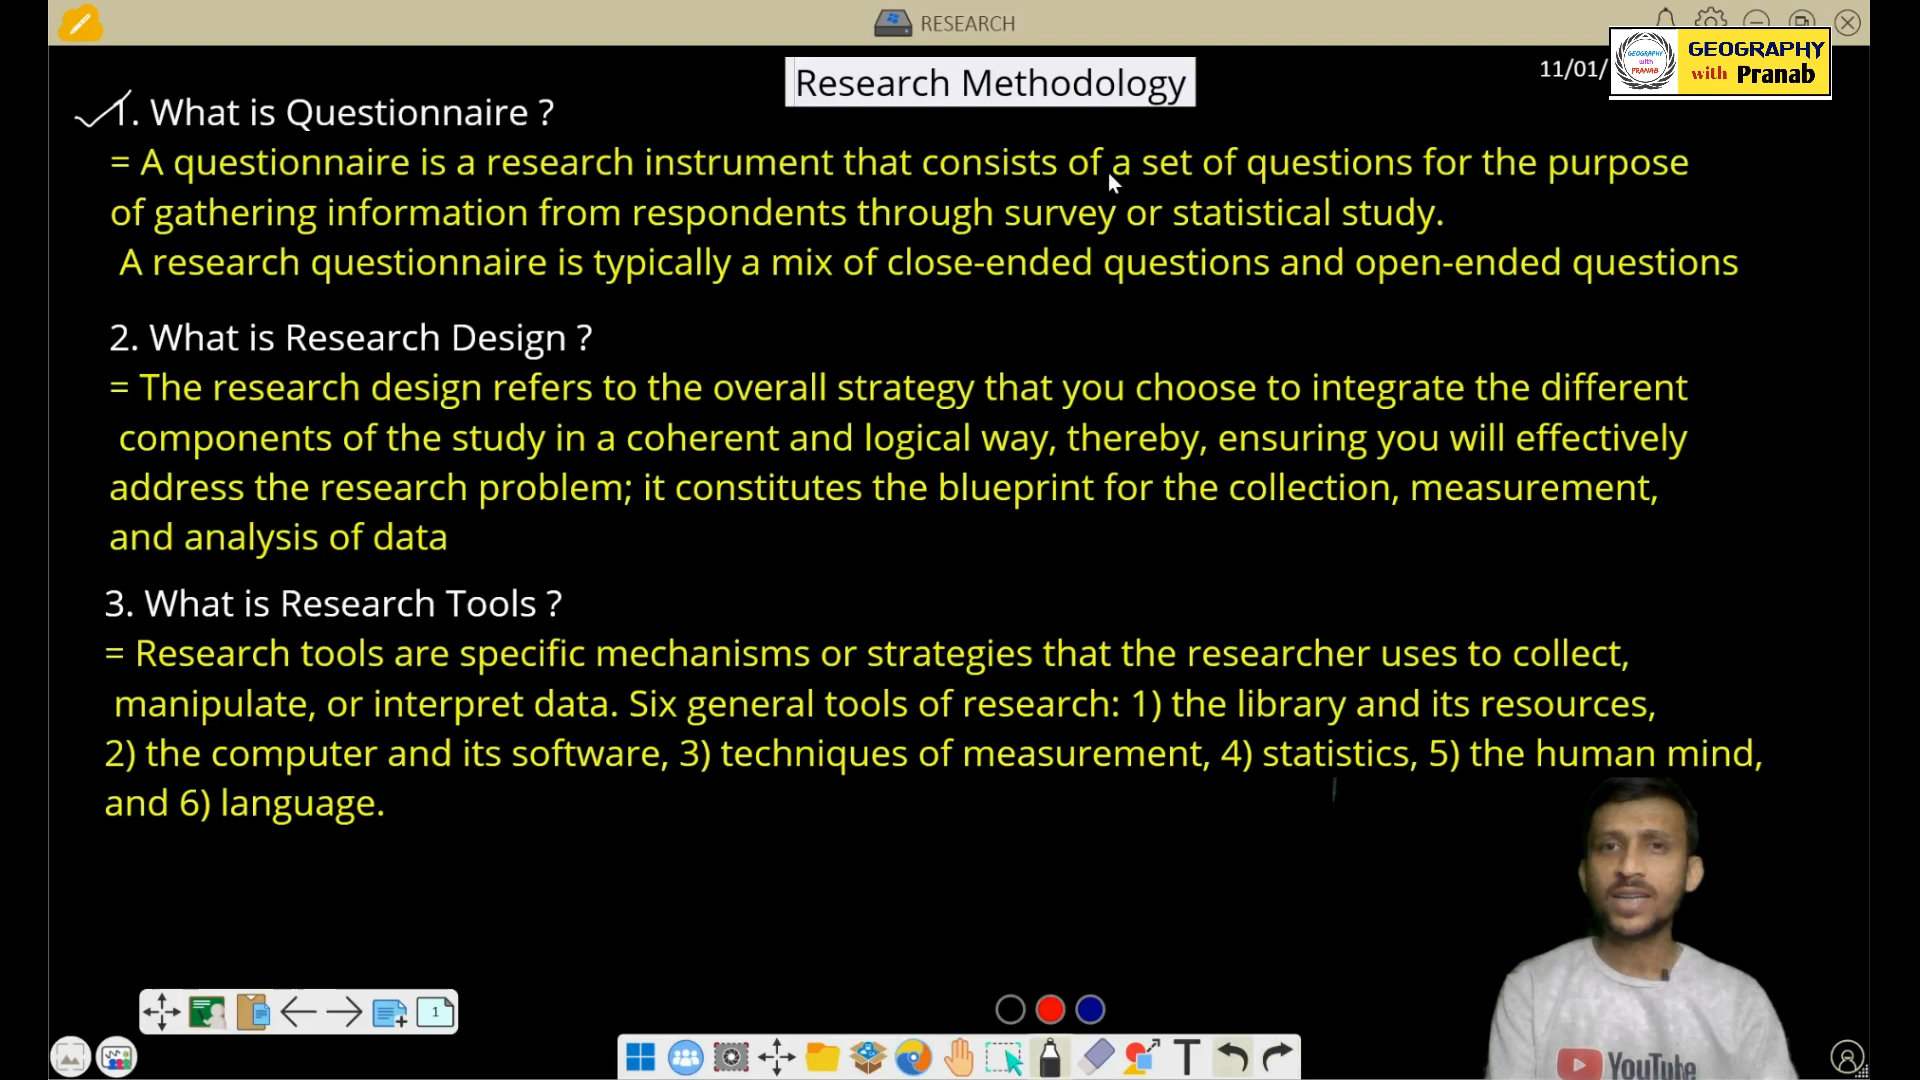 RESEARCH
Research Methodology
11/01/
GEOGRAPHY
with Pranab
GEOGRAPHY
with
PRANAB
1. What is Questionnaire ?
= A questionnaire is a research instrument that consists of a set of questions for the purpose
of gathering information from respondents through survey or statistical study.
A research questionnaire is typically a mix of close-ended questions and open-ended questions
2. What is Research Design ?
= The research design refers to the overall strategy that you choose to integrate the different
components of the study in a coherent and logical way, thereby, ensuring you will effectively
address the research problem; it constitutes the blueprint for the collection, measurement,
and analysis of data
3. What is Research Tools ?
= Research tools are specific mechanisms or strategies that the researcher uses to collect,
manipulate, or interpret data. Six general tools of research: 1) the library and its resources,
2) the computer and its software, 3) techniques of measurement, 4) statistics, 5) the human mind,
and 6) language.
1
T
YouTube